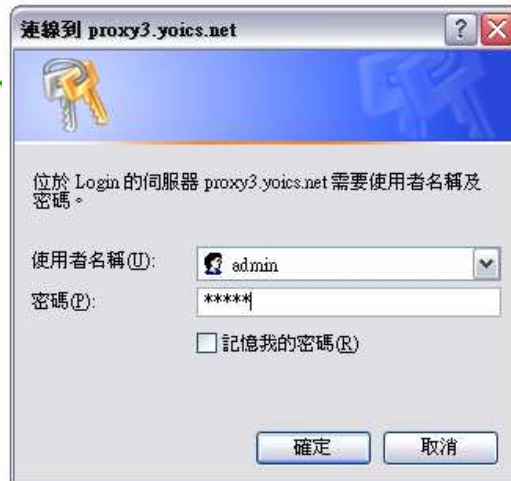 連線到 proxy3.yoics.net
位於 Login 的伺服器 proxy3.yoics.net 需要使用者名稱及
密碼。
使用者名稱(U):
admin
密碼(P):
*****
記憶我的密碼(R)
確定
取消